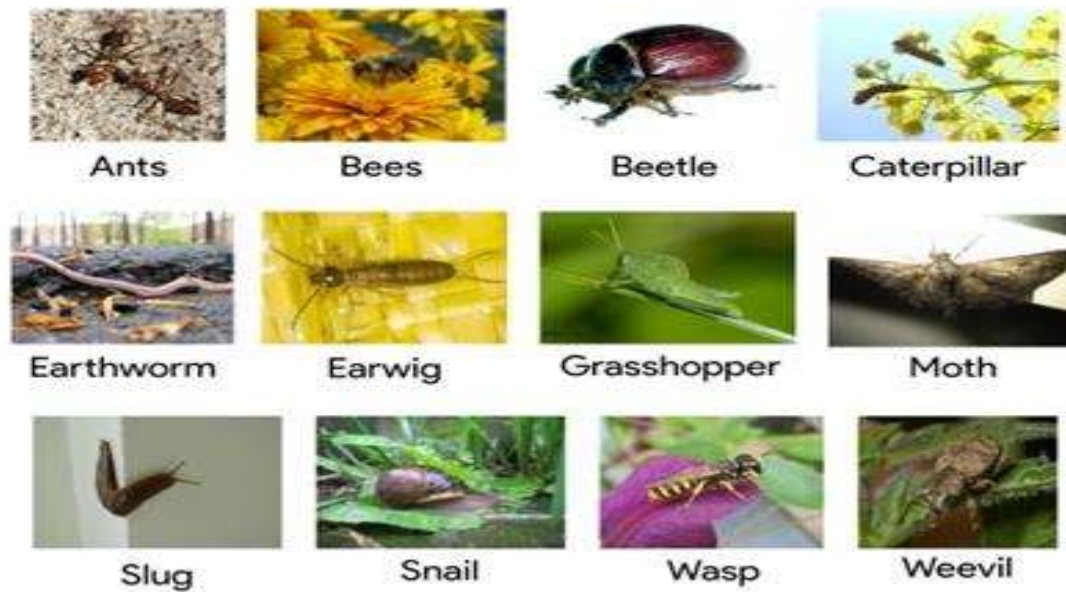 Ants Bees Beetle Caterpillar
Earthworm Earwig Grasshopper Moth
Slug Snail Wasp Weevil